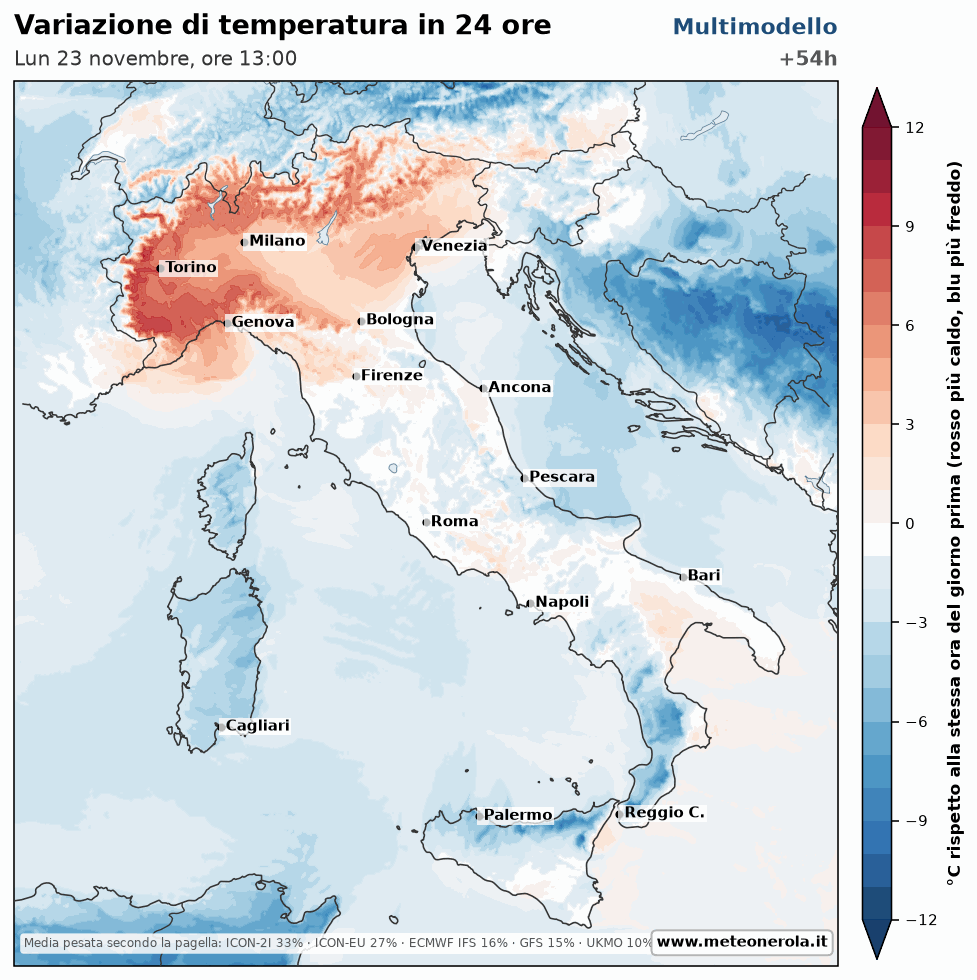 Variazione di temperatura in 24 ore
Multimodello
Lun 23 novembre, ore 13:00
+54h
Milano
Venezia
Torino
Genova
Bologna
Firenze
Ancona
Pescara
Roma
Bari
Napoli
Cagliari
Palermo
Reggio C.
12
9
6
3
0
−3
−6
−9
−12
°C rispetto alla stessa ora del giorno prima (rosso più caldo, blu più freddo)
Media pesata secondo la pagella: ICON-2I 33% · ICON-EU 27% · ECMWF IFS 16% · GFS 15% · UKMO 10%
www.meteonerola.it